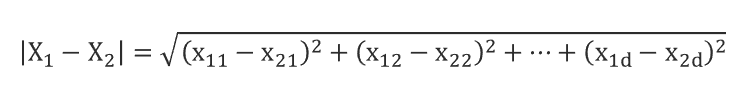 |X₁ − X₂| = √(x₁₁ − x₂₁)² + (x₁₂ − x₂₂)² + ⋯ + (x₁d − x₂d)²